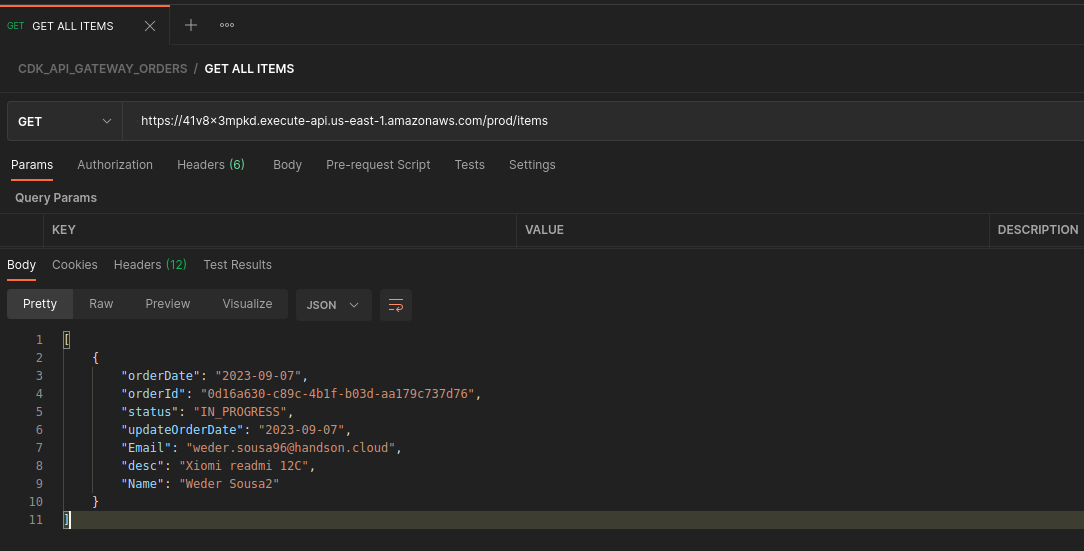 GET GET ALL ITEMS
CDK_API_GATEWAY_ORDERS / GET ALL ITEMS
GET https://41v8x3mpkd.execute-api.us-east-1.amazonaws.com/prod/items
Params Authorization Headers (6) Body Pre-request Script Tests Settings
Query Params
KEY VALUE DESCRIPTION
Body Cookies Headers (12) Test Results
Pretty Raw Preview Visualize JSON
1 [
2 {
3 "orderDate": "2023-09-07",
4 "orderId": "0d16a630-c89c-4b1f-b03d-aa179c737d76",
5 "status": "IN_PROGRESS",
6 "updateOrderDate": "2023-09-07",
7 "Email": "weder.sousa96@handson.cloud",
8 "desc": "Xiomi readmi 12C",
9 "Name": "Weder Sousa2"
10 }
11 ]